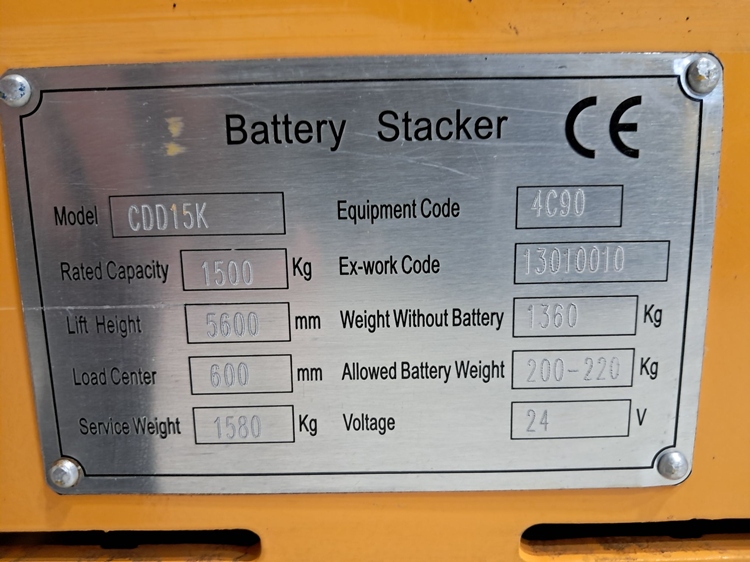 Battery Stacker CE
Model CDD15K Equipment Code 4C90
Rated Capacity 1500 Kg Ex-work Code 13010010
Lift Height 5600 mm Weight Without Battery 1360 Kg
Load Center 600 mm Allowed Battery Weight 200-220 Kg
Service Weight 1580 Kg Voltage 24 V